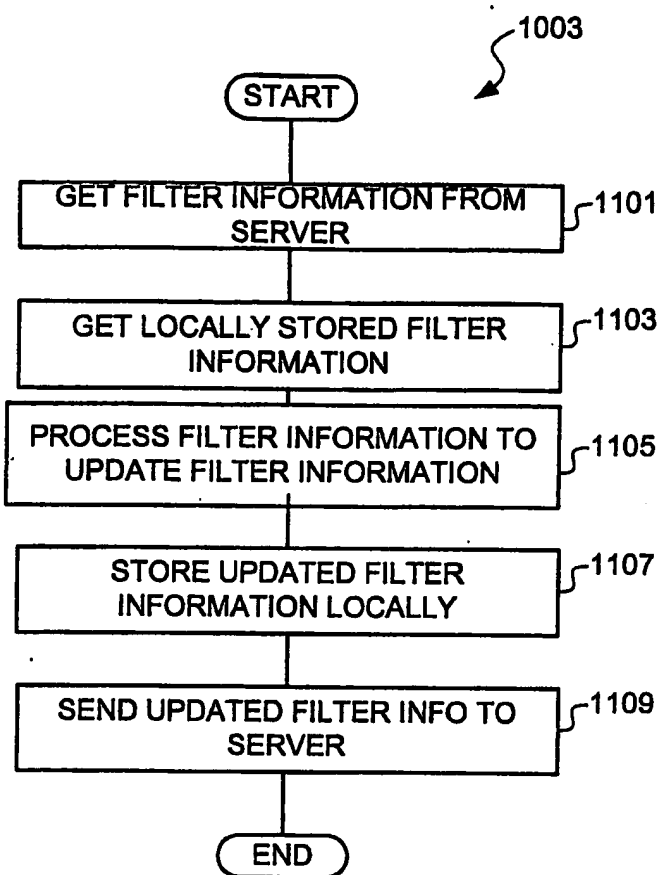 1003
START
GET FILTER INFORMATION FROM
SERVER
1101
GET LOCALLY STORED FILTER
INFORMATION
1103
PROCESS FILTER INFORMATION TO
UPDATE FILTER INFORMATION
1105
STORE UPDATED FILTER
INFORMATION LOCALLY
1107
SEND UPDATED FILTER INFO TO
SERVER
1109
END